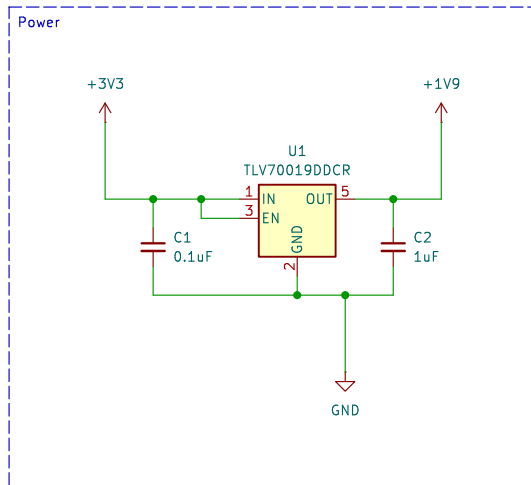 Power
+3V3
+1V9
U1
TLV70019DDCR
1 IN OUT 5
3 EN
GND
2
C1
0.1uF
C2
1uF
GND